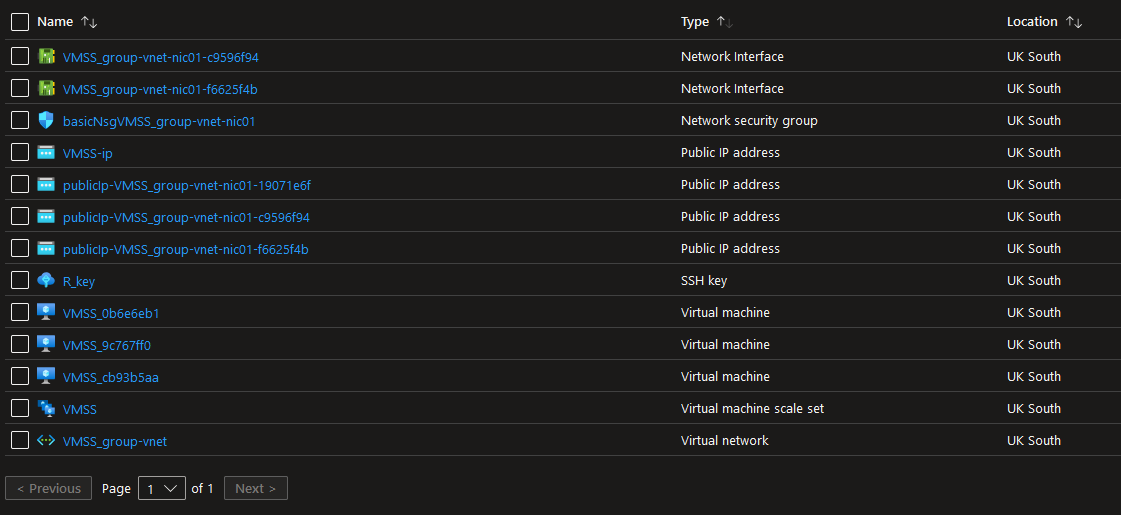 Name ↑↓ Type ↑↓ Location ↑↓
VMSS_group-vnet-nic01-c9596f94 Network Interface UK South
VMSS_group-vnet-nic01-f6625f4b Network Interface UK South
basicNsgVMSS_group-vnet-nic01 Network security group UK South
VMSS-ip Public IP address UK South
publicIp-VMSS_group-vnet-nic01-19071e6f Public IP address UK South
publicIp-VMSS_group-vnet-nic01-c9596f94 Public IP address UK South
publicIp-VMSS_group-vnet-nic01-f6625f4b Public IP address UK South
R_key SSH key UK South
VMSS_0b6e6eb1 Virtual machine UK South
VMSS_9c767ff0 Virtual machine UK South
VMSS_cb93b5aa Virtual machine UK South
VMSS Virtual machine scale set UK South
VMSS_group-vnet Virtual network UK South
< Previous Page 1 of 1 Next >